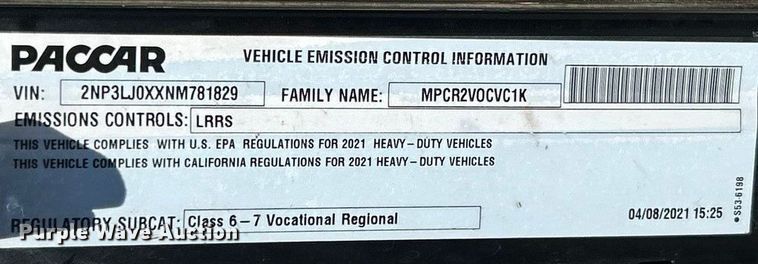 PACCAR
VEHICLE EMISSION CONTROL INFORMATION
VIN: 2NP3LJ0XXNM781829 FAMILY NAME: MPCR2VOCVC1K
EMISSIONS CONTROLS: LRRS
THIS VEHICLE COMPLIES WITH U.S. EPA REGULATIONS FOR 2021 HEAVY-DUTY VEHICLES
THIS VEHICLE COMPLIES WITH CALIFORNIA REGULATIONS FOR 2021 HEAVY-DUTY VEHICLES
REGULATORY SUBCAT: Class 6-7 Vocational Regional
04/08/2021 15:25
S53-6198
Purple Wave Auction